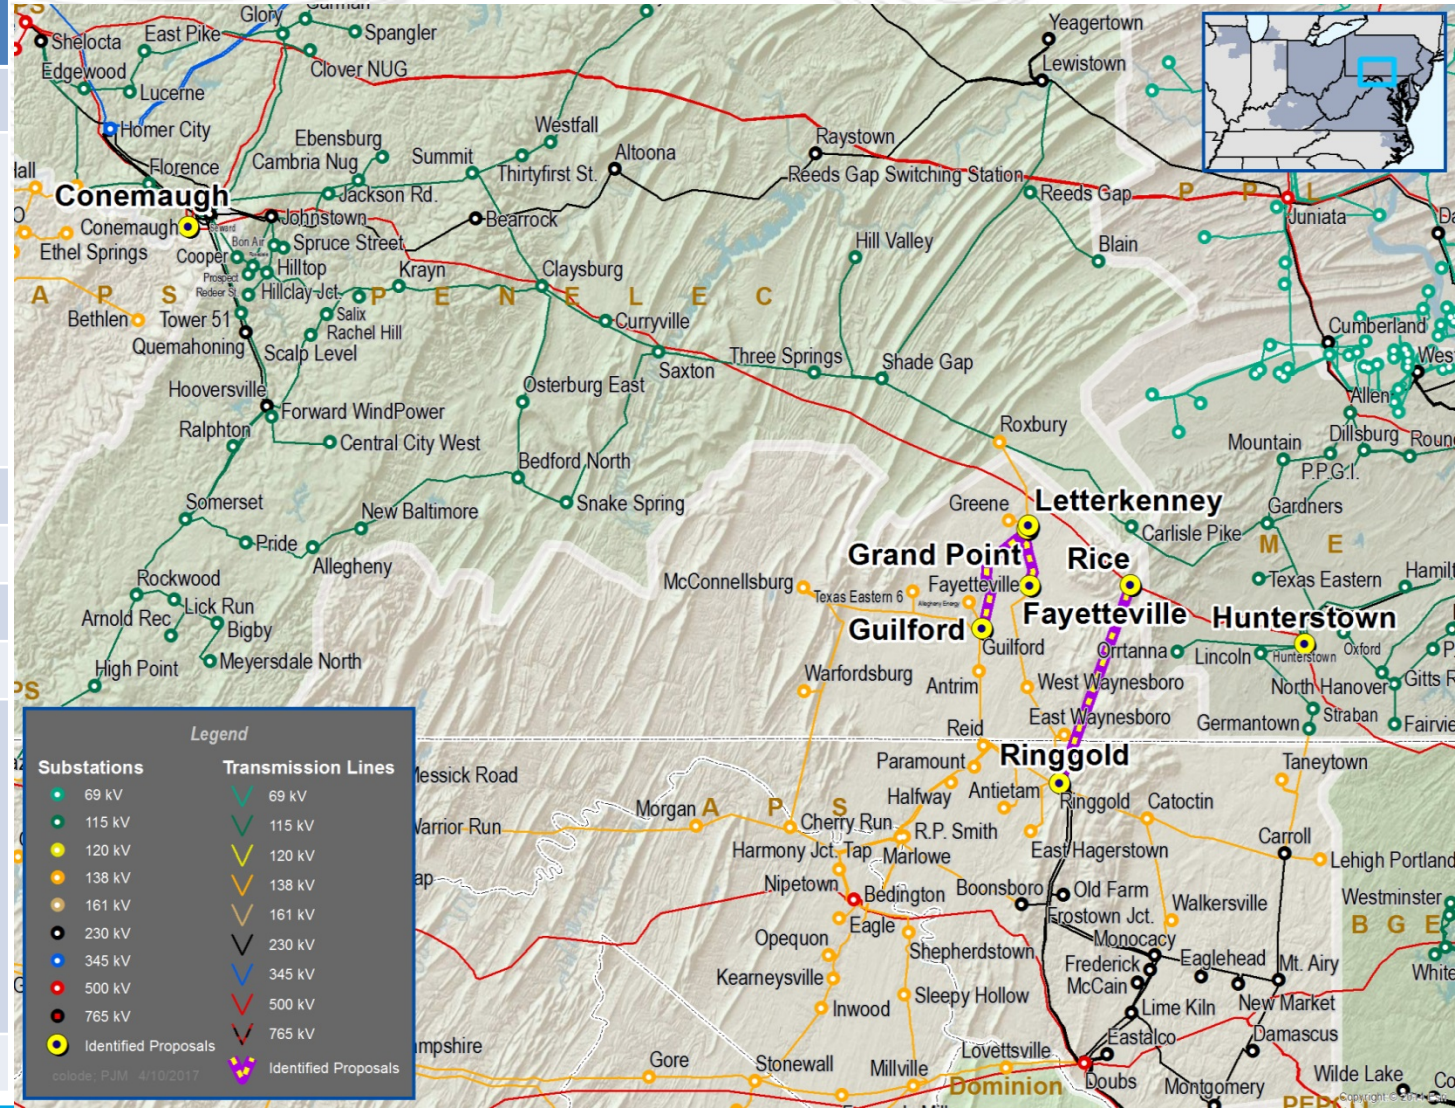 Shelocta
East Pike
Glory
Spangler
Edgewood
Clover NUG
Lucerne
Homer City
Yeagertown
Lewistown
Ebensburg
Cambria Nug
Summit
Westfall
Thirtyfirst St.
Altoona
Raystown
Reeds Gap Switching Station
Reeds Gap
P P L
Juniata
Florence
Conemaugh
Conemaugh
Seward
Jackson Rd.
Johnstown
Bearrock
Ethel Springs
Bon Air
Spruce Street
Cooper
Hilltop
Prospect
Hillclay Jct.
Krayn
Claysburg
Hill Valley
Blain
A P S
P E N E L E C
Bethlen
Tower 51
Salix
Rachel Hill
Quemahoning
Scalp Level
Curryville
Saxton
Three Springs
Shade Gap
Cumberland
Hooversville
Forward WindPower
Osterburg East
Allen
Ralphton
Central City West
Roxbury
Mountain
Dillsburg
P.P.G.I.
Bedford North
Snake Spring
Somerset
New Baltimore
Greene
Letterkenney
Carlisle Pike
Gardners
M E
Pride
Allegheny
Grand Point
Rice
Rockwood
Lick Run
McConnellsburg
Texas Eastern 6
Allegheny Energy
Fayetteville
Fayetteville
Texas Eastern
Arnold Rec
Bigby
Guilford
Guilford
Hunterstown
Hunterstown
Orrtanna
Lincoln
Oxford
Meyersdale North
High Point
Warfordsburg
Antrim
West Waynesboro
North Hanover
Straban
Germantown
East Waynesboro
Reid
Ringgold
Ringgold
Paramount
Taneytown
Halfway
Antietam
Catoctin
Morgan
A P S
Cherry Run
R.P. Smith
Carroll
Harmony Jct. Tap
Marlowe
East Hagerstown
Lehigh Portland
Nipetown
Bedington
Boonsboro
Old Farm
Westminster
Eagle
Frostown Jct.
Walkersville
B G E
Opequon
Shepherdstown
Monocacy
Frederick
Eaglehead
Mt. Airy
Kearneysville
McCain
Sleepy Hollow
New Market
Inwood
Lime Kiln
Eastalco
Damascus
Gore
Stonewall
Millville
Lovettsville
Doubs
Dominion
Montgomery
Wilde Lake
Messick Road
Warrior Run
Legend
Substations
69 kV
115 kV
120 kV
138 kV
161 kV
230 kV
345 kV
500 kV
765 kV
Identified Proposals
Transmission Lines
69 kV
115 kV
120 kV
138 kV
161 kV
230 kV
345 kV
500 kV
765 kV
Identified Proposals
colode; PJM 4/10/2017